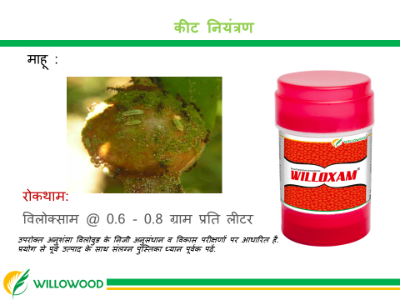 कीट नियंत्रण
माहू :
WILLOXAM
रोकथाम:
विलोक्साम @ 0.6 - 0.8 ग्राम प्रति लीटर
उपरोक्त अनुशंसा विलोवुड के निजी अनुसंधान व विकास परीक्षणों पर आधारित है.
प्रयोग से पूर्व उत्पाद के साथ संलग्न पुस्तिका ध्यान पूर्वक पढ़ें.
WILLOWOOD